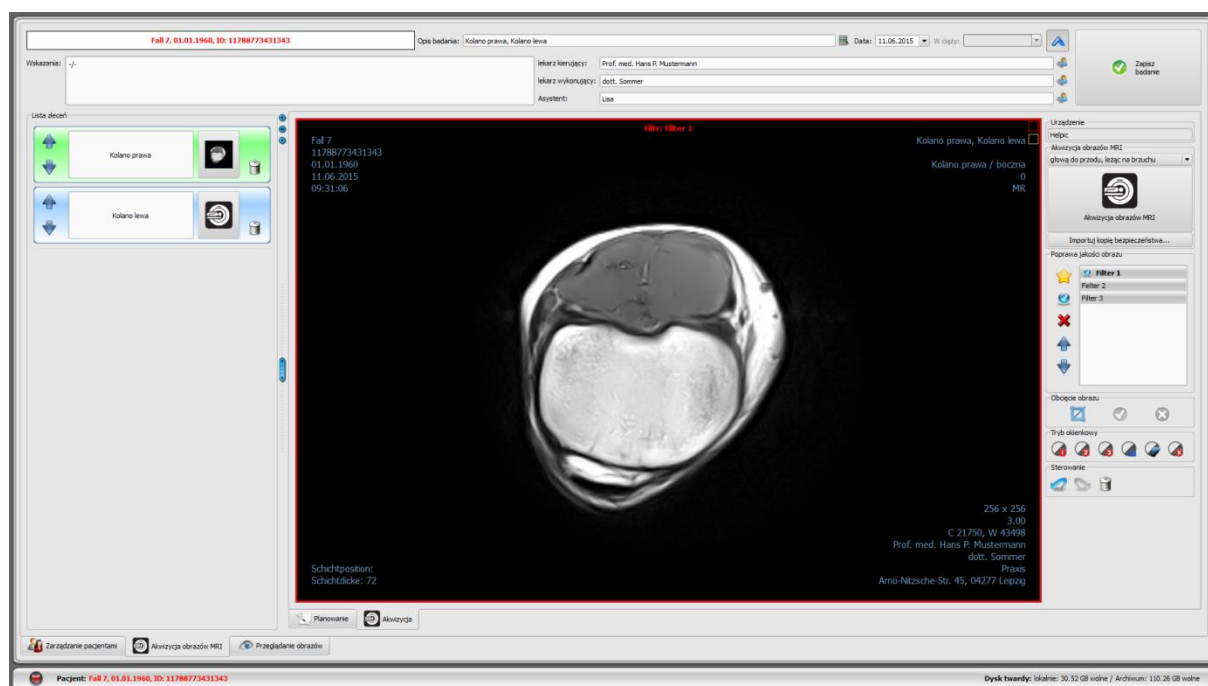 Fall 7, 01.01.1960, ID: 11788773431343
Opis badania: Kolano prawa, Kolano lewa
Data: 11.06.2015
W ciąży:
Zapisz badanie
Wskazania: -/-
lekarz kierujący: Prof. med. Hans P. Mustermann
lekarz wykonujący: dott. Sommer
Asystent: Lisa
Lista zleceń
Kolano prawa
Kolano lewa
Filtr: Filter 1
Fall 7
11788773431343
01.01.1960
11.06.2015
09:31:06
Kolano prawa, Kolano lewa
Kolano prawa / boczna
0
MR
256 x 256
3.00
C 21750, W 43498
Prof. med. Hans P. Mustermann
dott. Sommer
Praxis
Arno-Nitzsche-Str. 45, 04277 Leipzig
Schichtpostion:
Schichtdicke: 72
Urządzenie
Helpic
Akwizycja obrazów MRI
głową do przodu, leżąc na brzuchu
Akwizycja obrazów MRI
Importuj kopię bezpieczeństwa...
Poprawa jakości obrazu
Filter 1
Felter 2
Filter 3
Obcięcie obrazu
Tryb okienkowy
Sterowanie
Planowanie
Akwizycja
Zarządzanie pacjentami
Akwizycja obrazów MRI
Przeglądanie obrazów
Pacjent: Fall 7, 01.01.1960, ID: 11788773431343
Dysk twardy: lokalnie: 30.52 GB wolne / Archiwum: 110.26 GB wolne